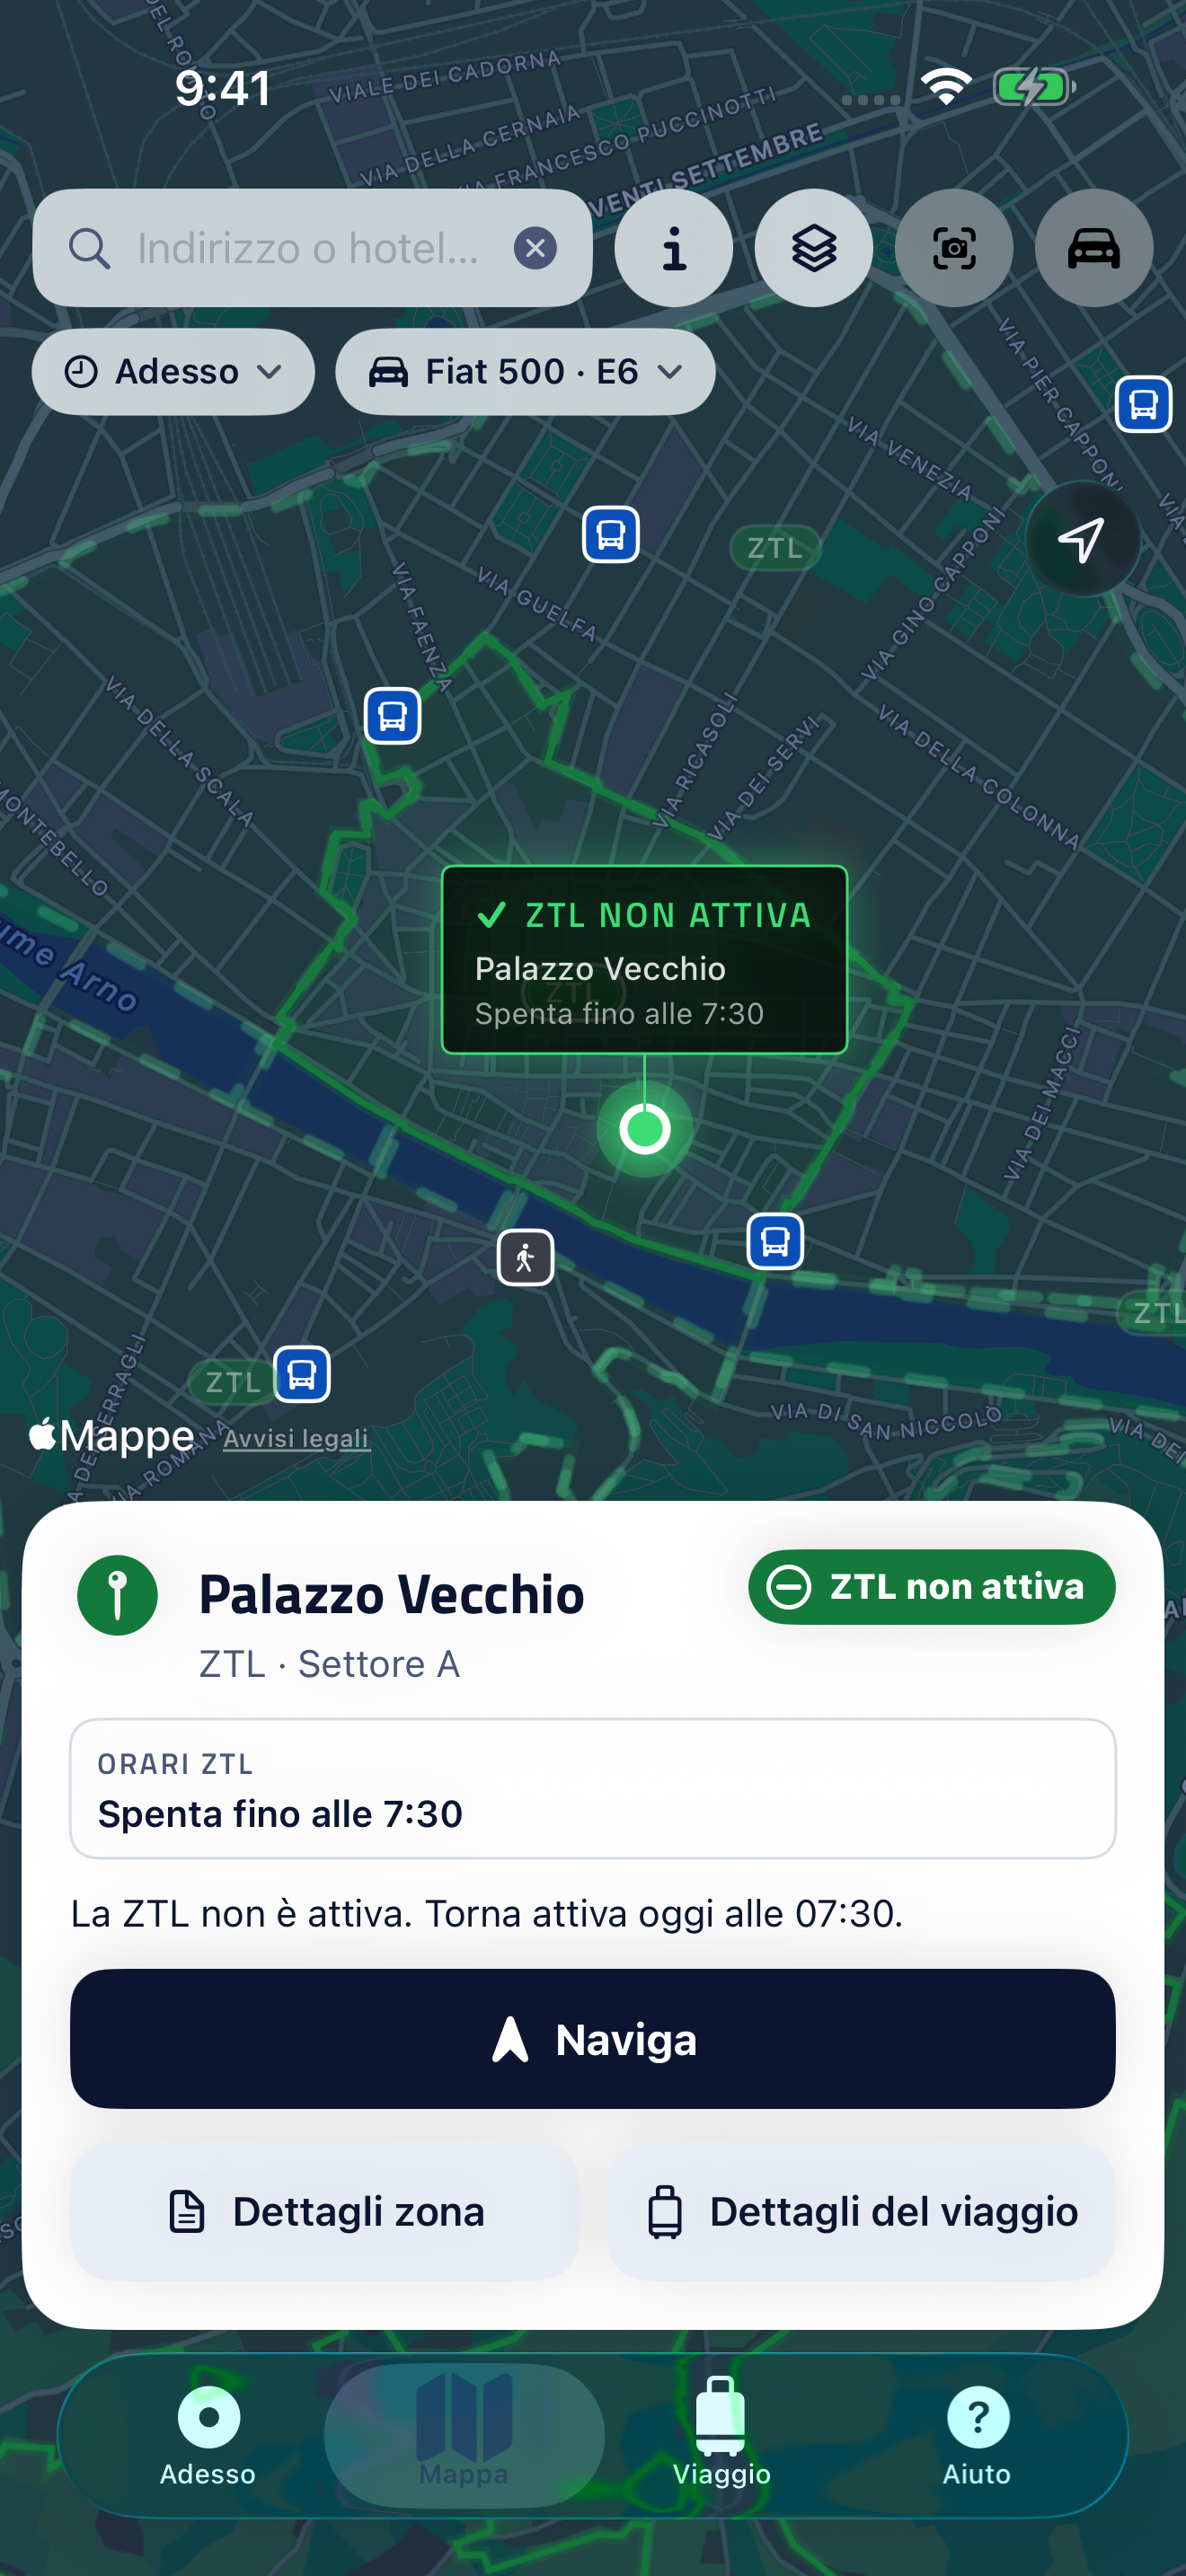 9:41
VIALE DEI CADORNA
VIA DELLA CERNAIA
VIA FRANCESCO PUCCINOTTI
VENTI SETTEMBRE
Indirizzo o hotel...
Adesso
Fiat 500 · E6
VIA PIER CAPPONI
VIA VENEZIA
ZTL
VIA GINO CAPPONI
VIA GUELFA
VIA FAENZA
VIA DELLA SCALA
VIA RICASOLI
VIA DEI SERVI
VIA DELLA COLONNA
MONTEBELLO
ZTL NON ATTIVA
Palazzo Vecchio
ZTL
Spenta fino alle 7:30
ume Arno
VIA DEI MACCI
ZTL
ZTL
VIA DI SAN NICCOLÒ
VIA DEI
Mappe
Avvisi legali
VIA ROMANA
Palazzo Vecchio
ZTL non attiva
ZTL · Settore A
ORARI ZTL
Spenta fino alle 7:30
La ZTL non è attiva. Torna attiva oggi alle 07:30.
Naviga
Dettagli zona
Dettagli del viaggio
Adesso
Mappa
Viaggio
Aiuto